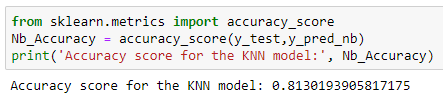 from sklearn.metrics import accuracy_score
Nb_Accuracy = accuracy_score(y_test,y_pred_nb)
print('Accuracy score for the KNN model:', Nb_Accuracy)
Accuracy score for the KNN model: 0.8130193905817175